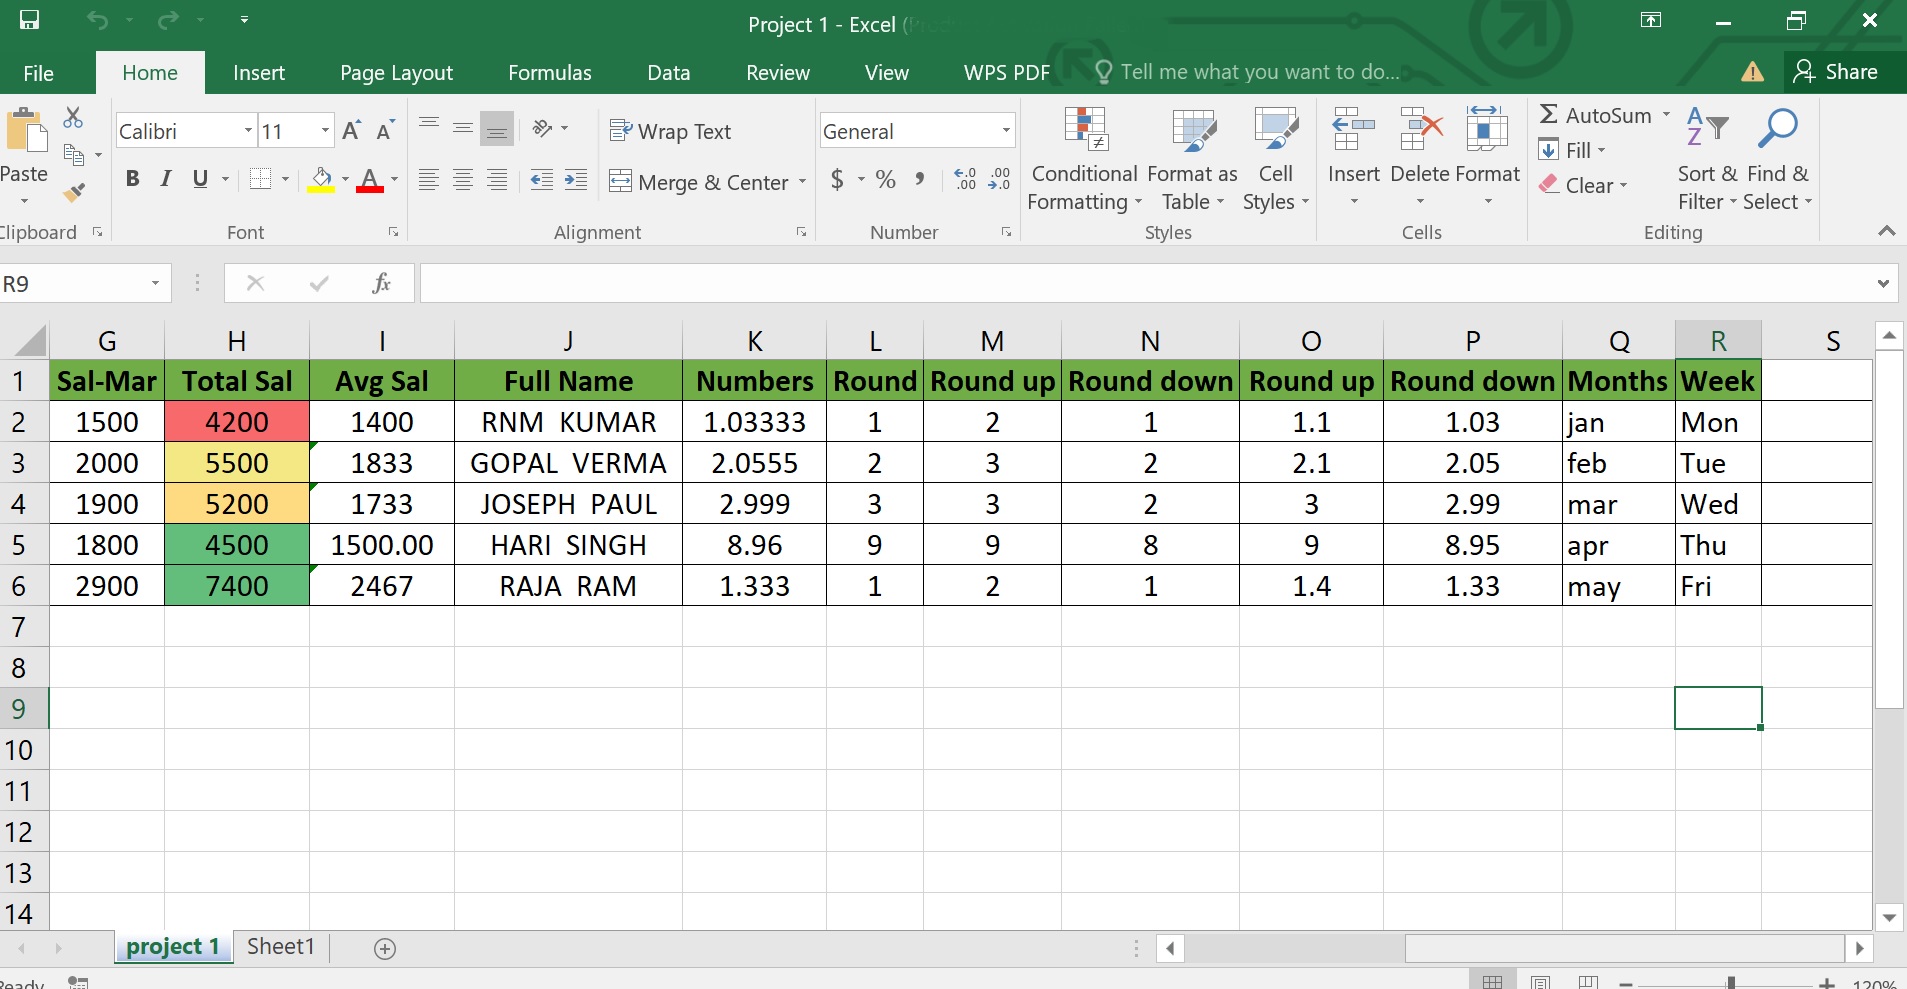 Project 1 - Excel
File Home Insert Page Layout Formulas Data Review View WPS PDF Tell me what you want to do... Share
Calibri 11 Wrap Text General AutoSum
Paste B I U Merge & Center $ % , Conditional Formatting Format as Table Cell Styles Insert Delete Format Fill Clear Sort & Filter Find & Select
Clipboard Font Alignment Number Styles Cells Editing
R9 fx
G H I J K L M N O P Q R S
1 Sal-Mar Total Sal Avg Sal Full Name Numbers Round Round up Round down Round up Round down Months Week
2 1500 4200 1400 RNM KUMAR 1.03333 1 2 1 1.1 1.03 jan Mon
3 2000 5500 1833 GOPAL VERMA 2.0555 2 3 2 2.1 2.05 feb Tue
4 1900 5200 1733 JOSEPH PAUL 2.999 3 3 2 3 2.99 mar Wed
5 1800 4500 1500.00 HARI SINGH 8.96 9 9 8 9 8.95 apr Thu
6 2900 7400 2467 RAJA RAM 1.333 1 2 1 1.4 1.33 may Fri
7
8
9
10
11
12
13
14
project 1 Sheet1
Ready 120%